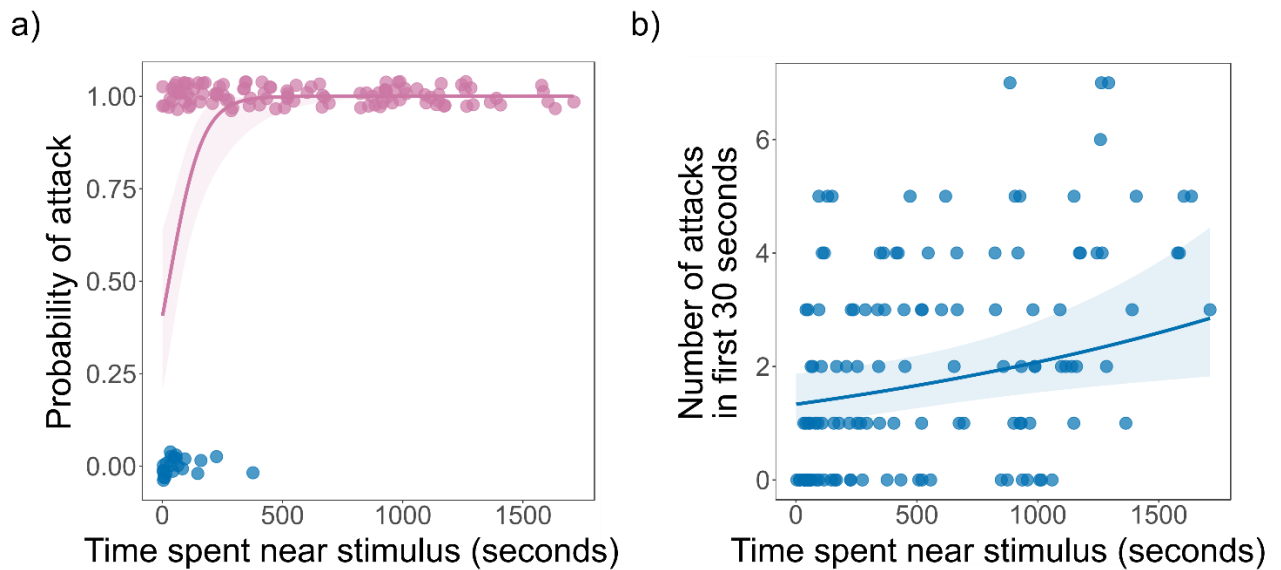 a)
Probability of attack
1.00
0.75
0.50
0.25
0.00
0
500
1000
1500
Time spent near stimulus (seconds)
b)
Number of attacks
in first 30 seconds
6
4
2
0
0
500
1000
1500
Time spent near stimulus (seconds)